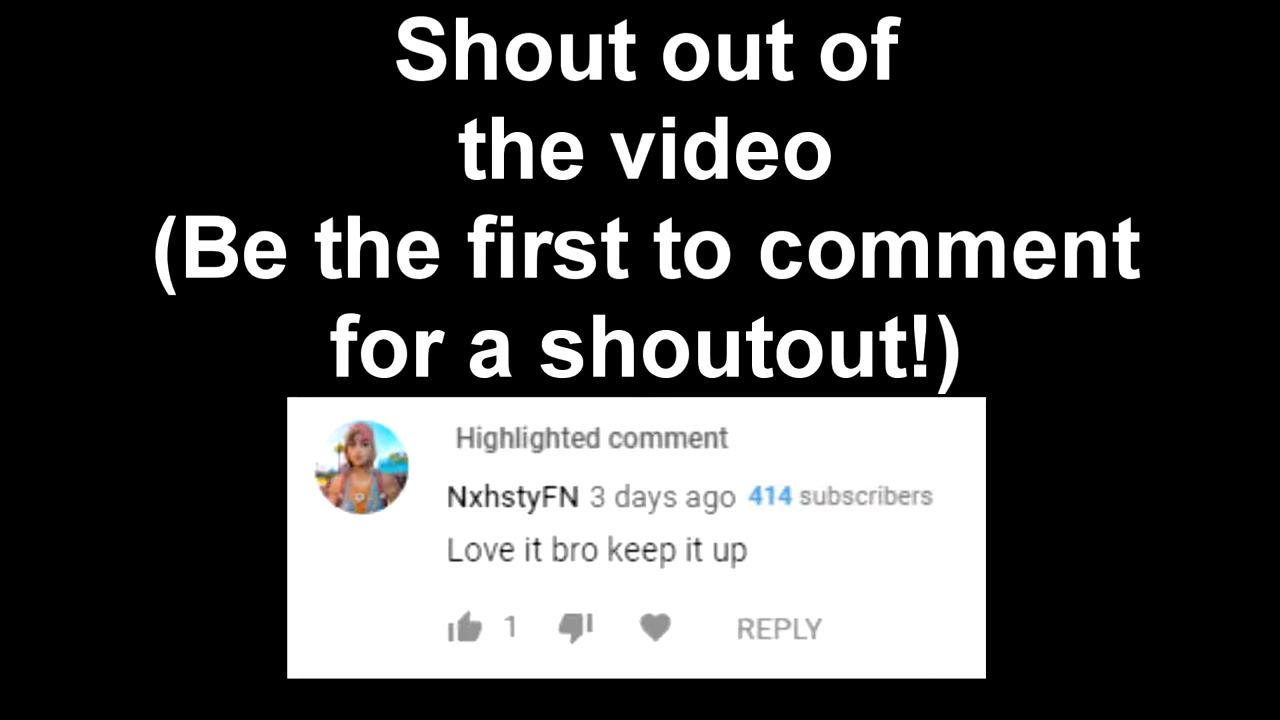 Shout out of
the video
(Be the first to comment
for a shoutout!)
Highlighted comment
NxhstyFN 3 days ago 414 subscribers
Love it bro keep it up
1 REPLY